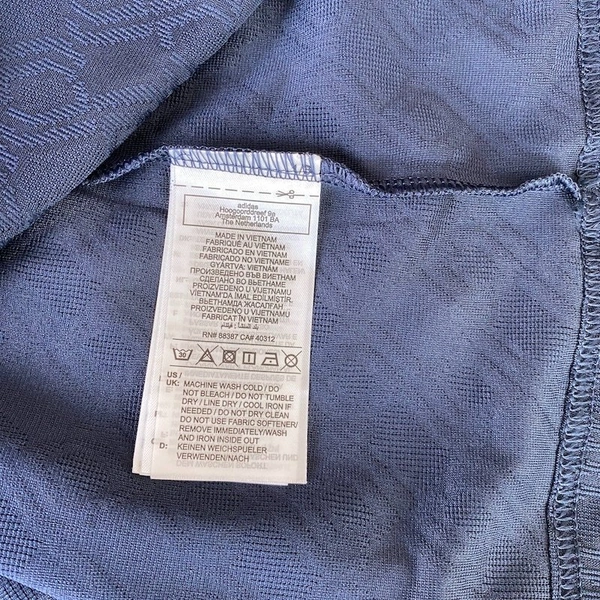 adidas
Hoogoorddreef 9a
Amsterdam 1101 BA
The Netherlands
MADE IN VIETNAM
FABRIQUÉ AU VIÊTNAM
FABRICADO EN VIETNAM
FABRICADO NO VIETNAME
GYÁRTVA: VIETNÁM
ПРОИЗВЕДЕНО ВЪВ ВИЕТНАМ
СДЕЛАНО ВО ВЬЕТНАМЕ
PROIZVEDENO U VIJETNAMU
VIETNAM'DA İMAL EDİLMİŞTİR.
ВЬЕТНАМДА ЖАСАЛҒАН
PROIZVEDENO U VIJETNAMU
FABRICAT ÎN VIETNAM
RN# 88387 CA# 40312
30
US /
UK: MACHINE WASH COLD / DO
NOT BLEACH / DO NOT TUMBLE
DRY / LINE DRY / COOL IRON IF
NEEDED / DO NOT DRY CLEAN
DO NOT USE FABRIC SOFTENER/
REMOVE IMMEDIATELY/WASH
AND IRON INSIDE OUT
D: KEINEN WEICHSPUELER
VERWENDEN/NACH